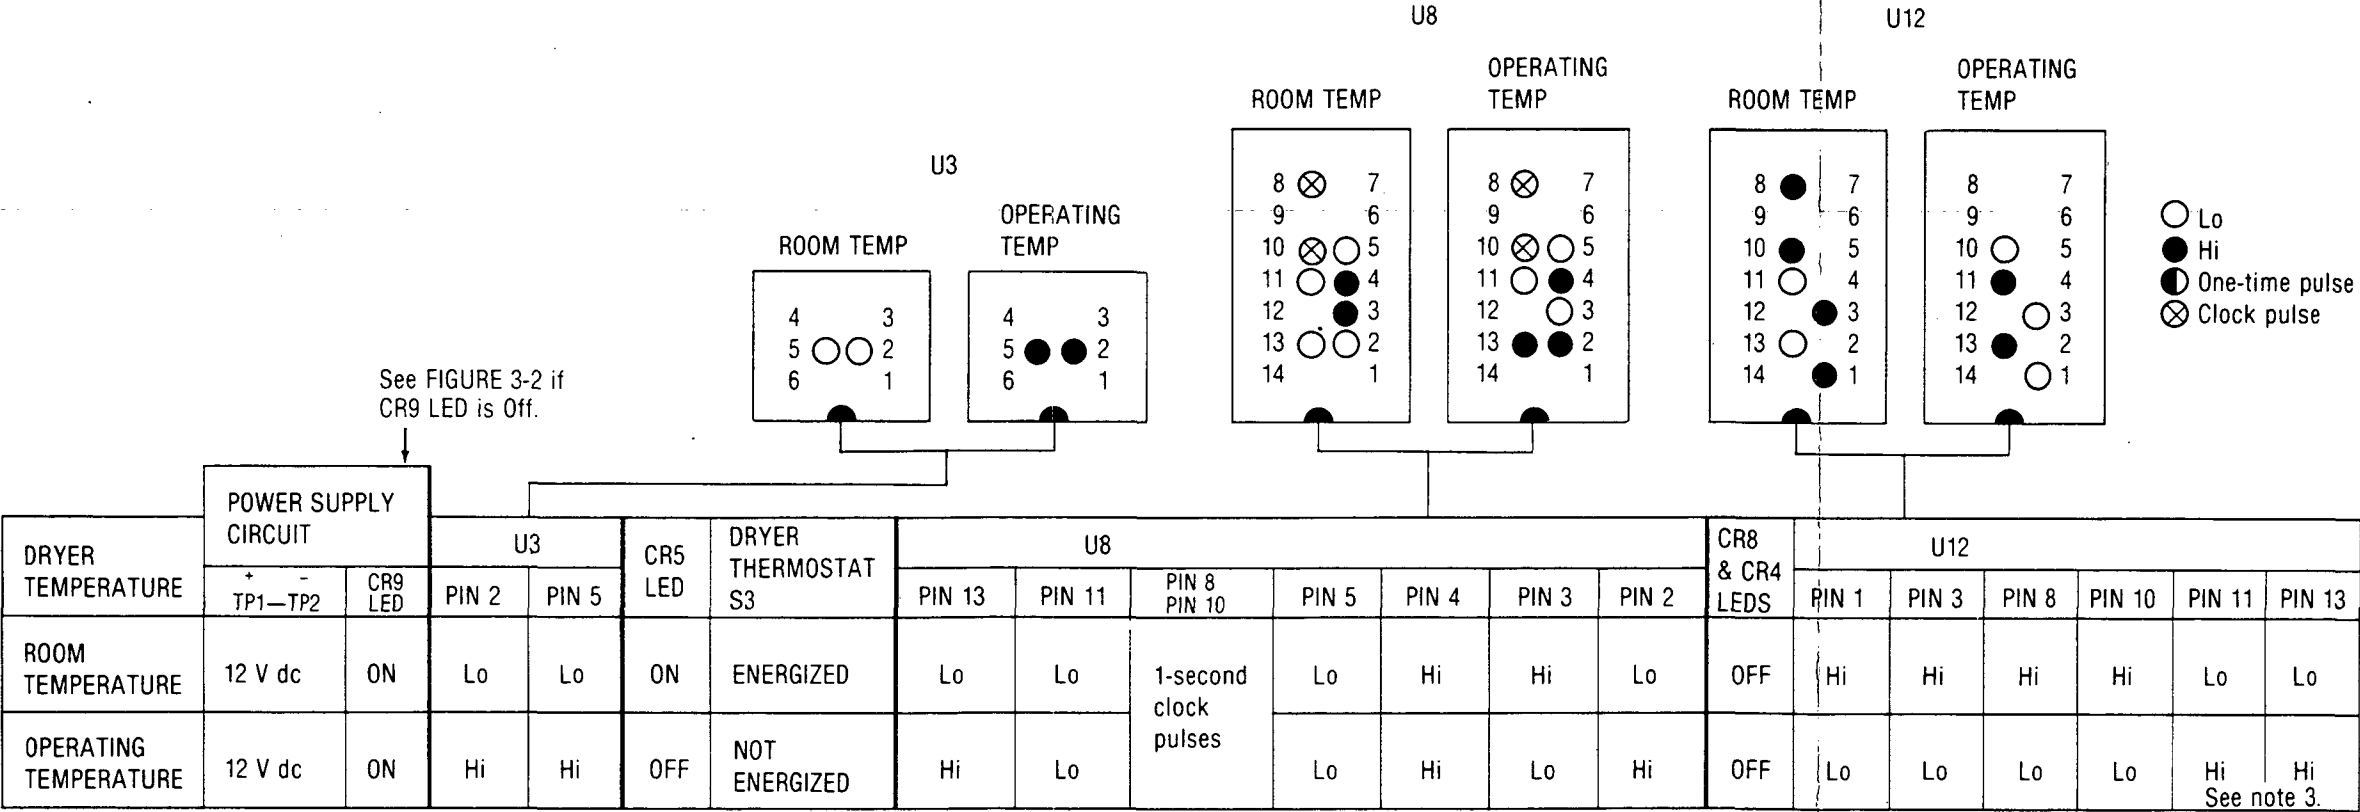 U8
U12
ROOM TEMP
OPERATING
TEMP
ROOM TEMP
OPERATING
TEMP
U3
ROOM TEMP
OPERATING
TEMP
4 3
5 2
6 1
4 3
5 2
6 1
8 7
9 6
10 5
11 4
12 3
13 2
14 1
8 7
9 6
10 5
11 4
12 3
13 2
14 1
8 7
9 6
10 5
11 4
12 3
13 2
14 1
8 7
9 6
10 5
11 4
12 3
13 2
14 1
Lo
Hi
One-time pulse
Clock pulse
See FIGURE 3-2 if
CR9 LED is Off.
DRYER
TEMPERATURE
POWER SUPPLY
CIRCUIT
+ –
TP1—TP2
CR9
LED
U3
PIN 2 PIN 5
CR5
LED
DRYER
THERMOSTAT
S3
U8
PIN 13 PIN 11 PIN 8
PIN 10
PIN 5 PIN 4 PIN 3 PIN 2
CR8
& CR4
LEDS
U12
PIN 1 PIN 3 PIN 8 PIN 10 PIN 11 PIN 13
ROOM
TEMPERATURE
12 V dc ON Lo Lo ON ENERGIZED Lo Lo
1-second
clock
pulses
Lo Hi Hi Lo OFF Hi Hi Hi Hi Lo Lo
OPERATING
TEMPERATURE
12 V dc ON Hi Hi OFF
NOT
ENERGIZED
Hi Lo Lo Hi Lo Hi OFF Lo Lo Lo Lo Hi Hi
See note 3.